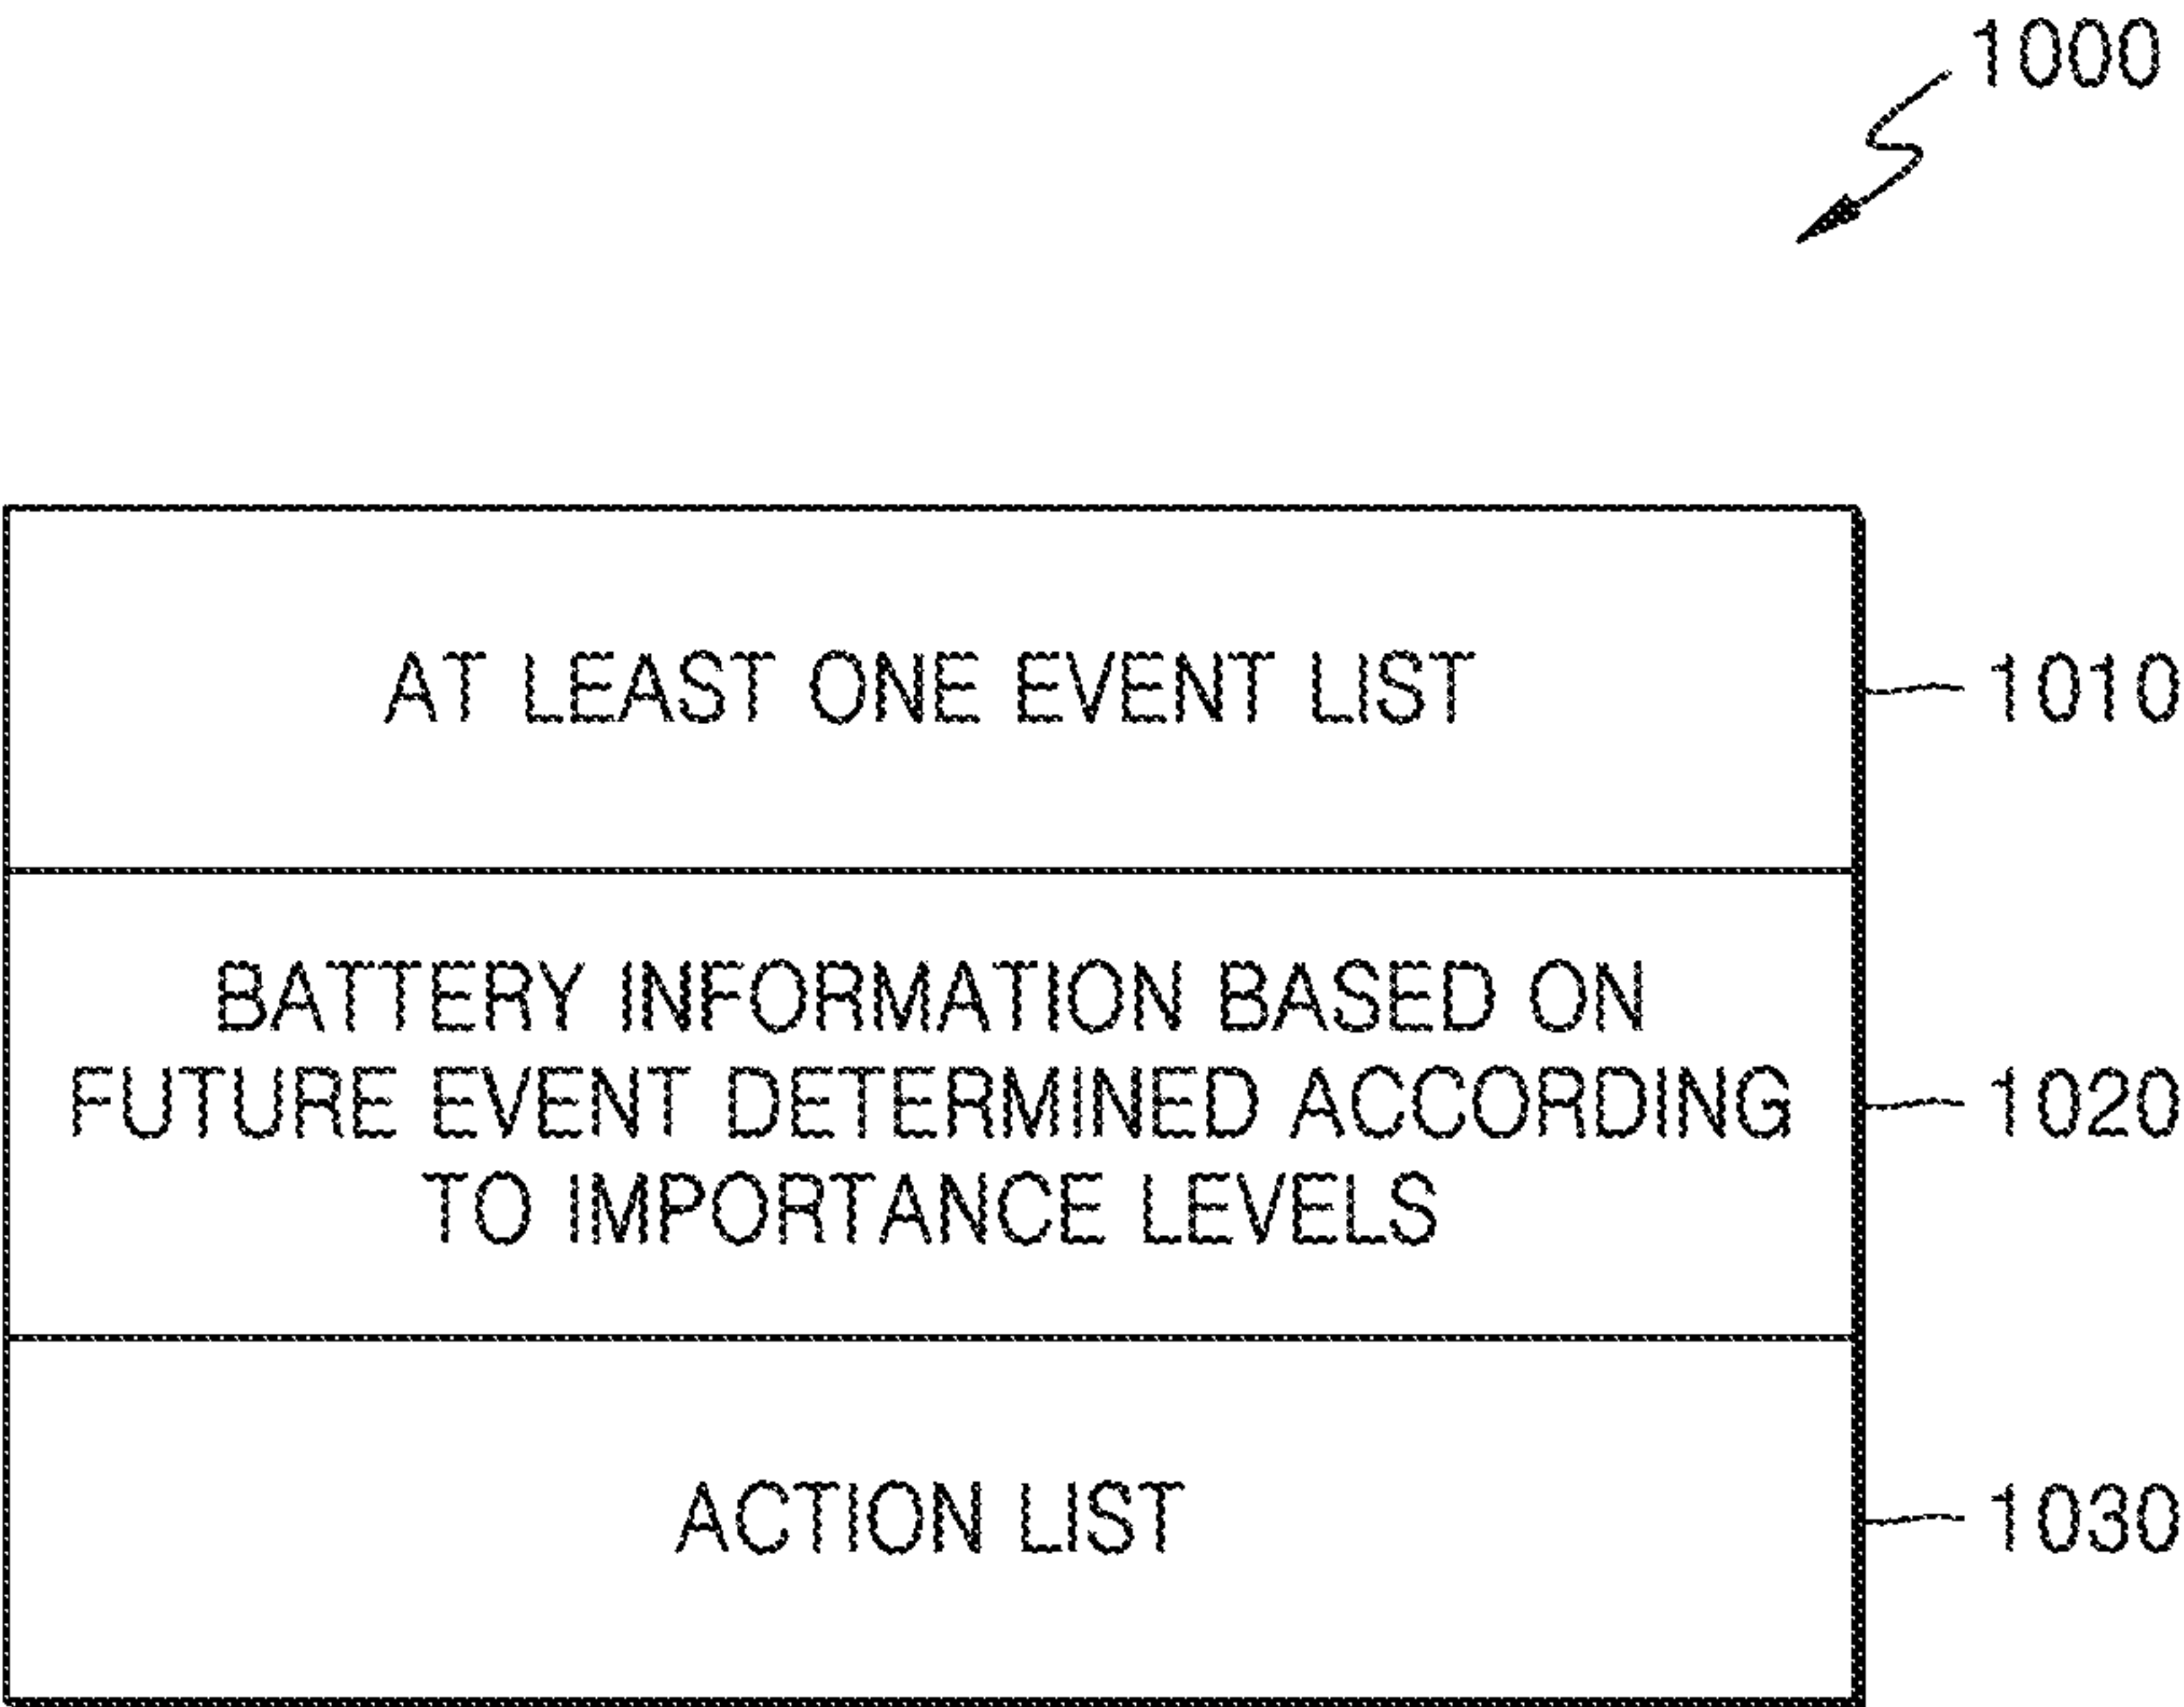 1000
AT LEAST ONE EVENT LIST
1010
BATTERY INFORMATION BASED ON
FUTURE EVENT DETERMINED ACCORDING
TO IMPORTANCE LEVELS
1020
ACTION LIST
1030